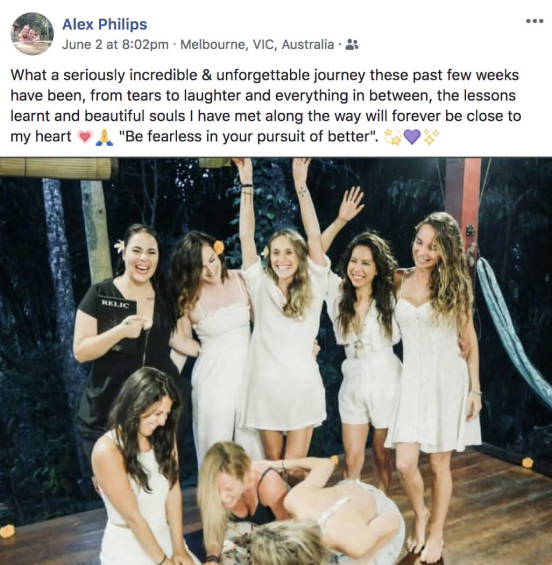 Alex Philips
June 2 at 8:02pm · Melbourne, VIC, Australia ·
What a seriously incredible & unforgettable journey these past few weeks
have been, from tears to laughter and everything in between, the lessons
learnt and beautiful souls I have met along the way will forever be close to
my heart 💗🙏 "Be fearless in your pursuit of better". 💫💜✨
RELIC